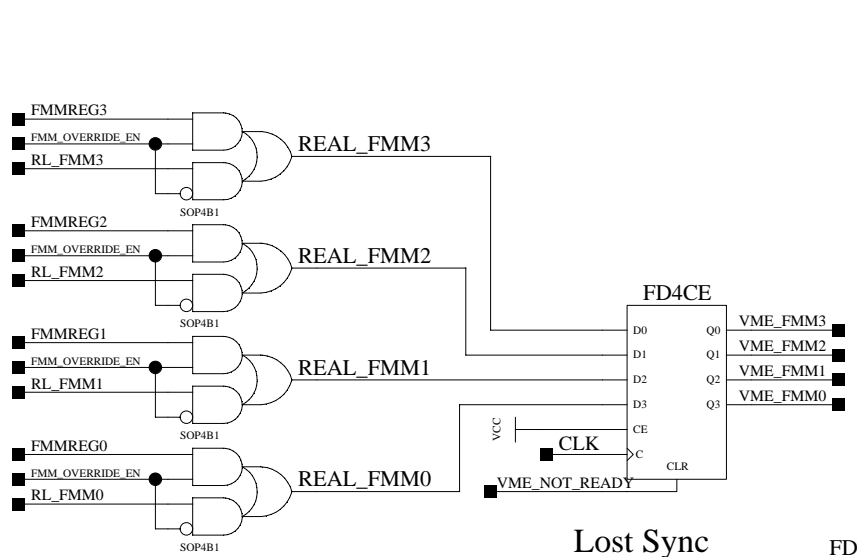 FMMREG3
FMM_OVERRIDE_EN
RL_FMM3
REAL_FMM3
SOP4B1
FMMREG2
FMM_OVERRIDE_EN
RL_FMM2
REAL_FMM2
SOP4B1
FMMREG1
FMM_OVERRIDE_EN
RL_FMM1
REAL_FMM1
SOP4B1
FMMREG0
FMM_OVERRIDE_EN
RL_FMM0
REAL_FMM0
SOP4B1
FD4CE
D0 Q0 VME_FMM3
D1 Q1 VME_FMM2
D2 Q2 VME_FMM1
D3 Q3 VME_FMM0
VCC CE
CLK C
CLR
VME_NOT_READY
Lost Sync
FD